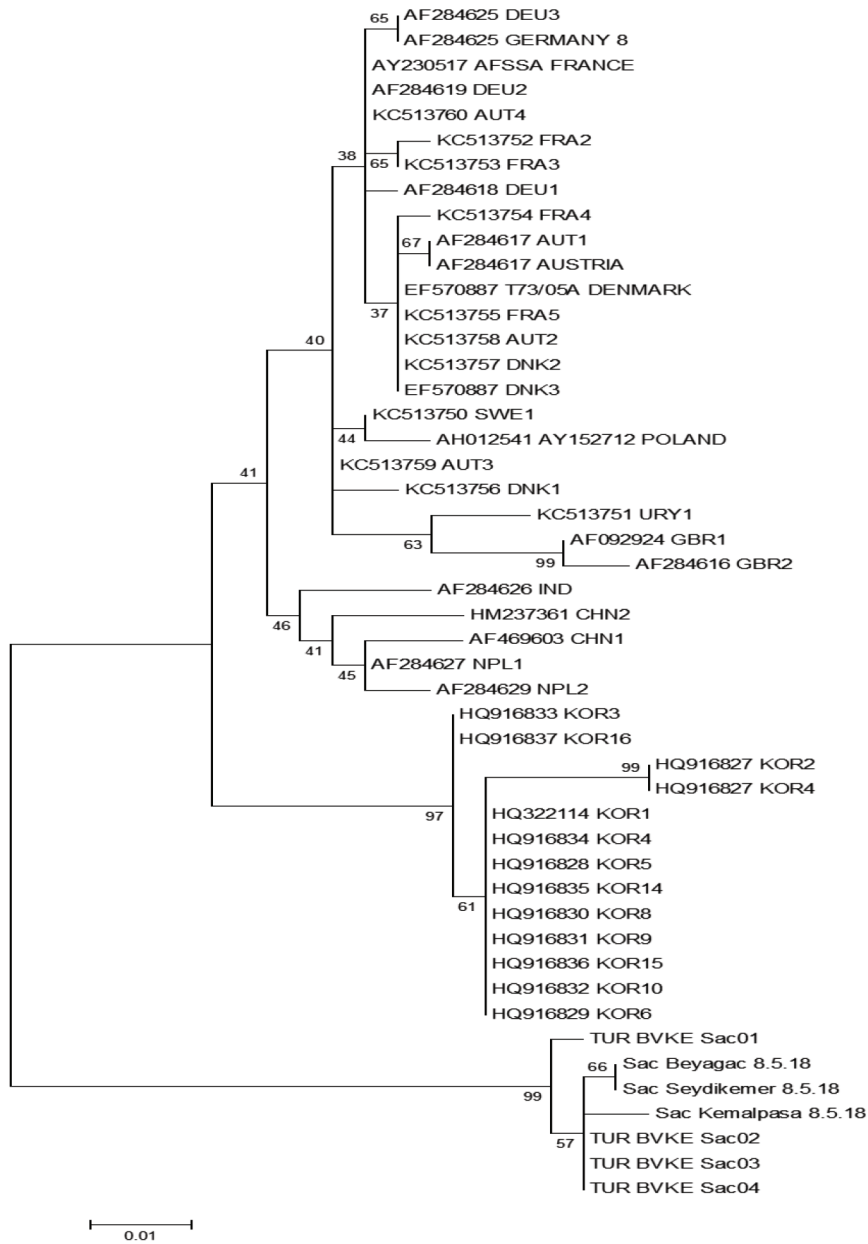 65
AF284625 DEU3
AF284625 GERMANY 8
AY230517 AFSSA FRANCE
AF284619 DEU2
KC513760 AUT4
KC513752 FRA2
38
65
KC513753 FRA3
AF284618 DEU1
KC513754 FRA4
67
AF284617 AUT1
AF284617 AUSTRIA
EF570887 T73/05A DENMARK
37
KC513755 FRA5
40
KC513758 AUT2
KC513757 DNK2
EF570887 DNK3
KC513750 SWE1
44
AH012541 AY152712 POLAND
KC513759 AUT3
41
KC513756 DNK1
KC513751 URY1
63
AF092924 GBR1
99
AF284616 GBR2
AF284626 IND
46
HM237361 CHN2
41
AF469603 CHN1
45
AF284627 NPL1
AF284629 NPL2
HQ916833 KOR3
HQ916837 KOR16
99
HQ916827 KOR2
HQ916827 KOR4
97
HQ322114 KOR1
HQ916834 KOR4
HQ916828 KOR5
HQ916835 KOR14
61
HQ916830 KOR8
HQ916831 KOR9
HQ916836 KOR15
HQ916832 KOR10
HQ916829 KOR6
TUR BVKE Sac01
66
Sac Beyagac 8.5.18
99
Sac Seydikemer 8.5.18
Sac Kemalpasa 8.5.18
57
TUR BVKE Sac02
TUR BVKE Sac03
TUR BVKE Sac04
0.01